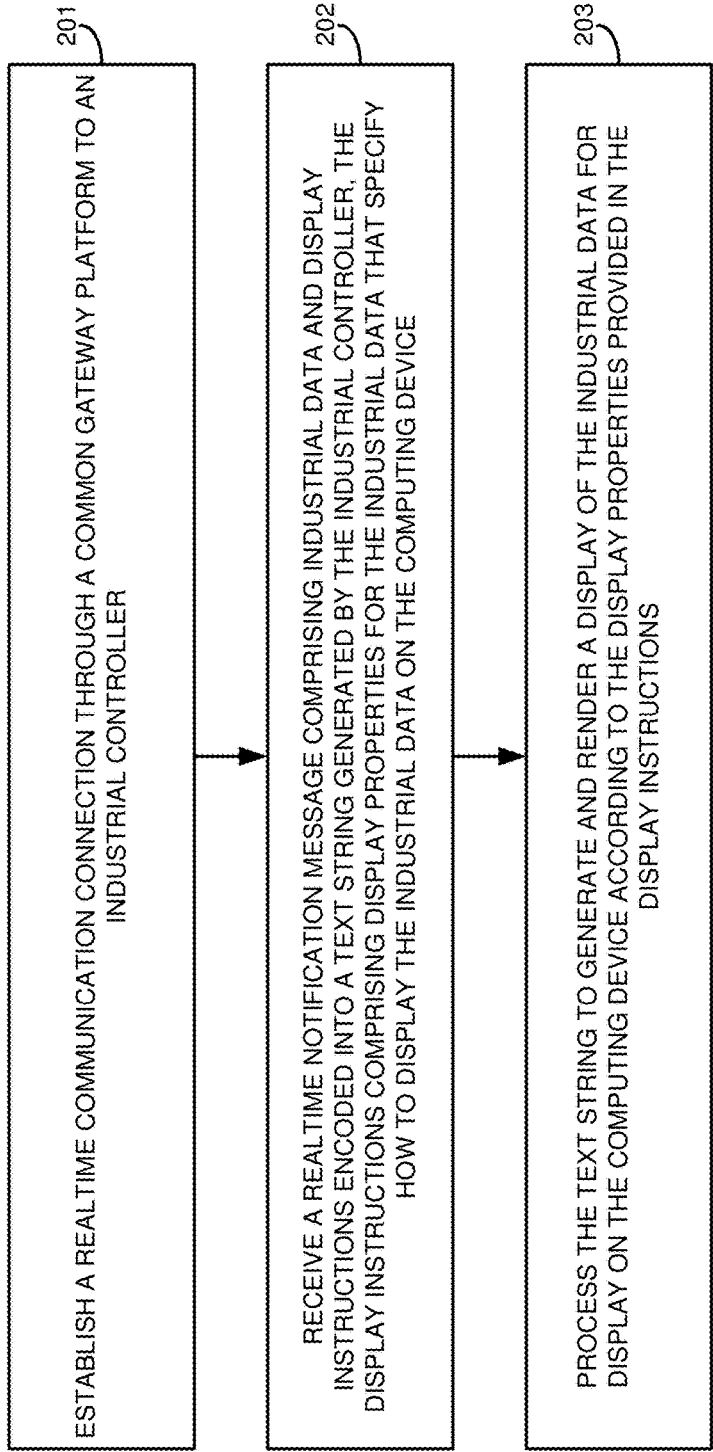 201
ESTABLISH A REALTIME COMMUNICATION CONNECTION THROUGH A COMMON GATEWAY PLATFORM TO AN
INDUSTRIAL CONTROLLER
202
RECEIVE A REALTIME NOTIFICATION MESSAGE COMPRISING INDUSTRIAL DATA AND DISPLAY
INSTRUCTIONS ENCODED INTO A TEXT STRING GENERATED BY THE INDUSTRIAL CONTROLLER, THE
DISPLAY INSTRUCTIONS COMPRISING DISPLAY PROPERTIES FOR THE INDUSTRIAL DATA THAT SPECIFY
HOW TO DISPLAY THE INDUSTRIAL DATA ON THE COMPUTING DEVICE
203
PROCESS THE TEXT STRING TO GENERATE AND RENDER A DISPLAY OF THE INDUSTRIAL DATA FOR
DISPLAY ON THE COMPUTING DEVICE ACCORDING TO THE DISPLAY PROPERTIES PROVIDED IN THE
DISPLAY INSTRUCTIONS